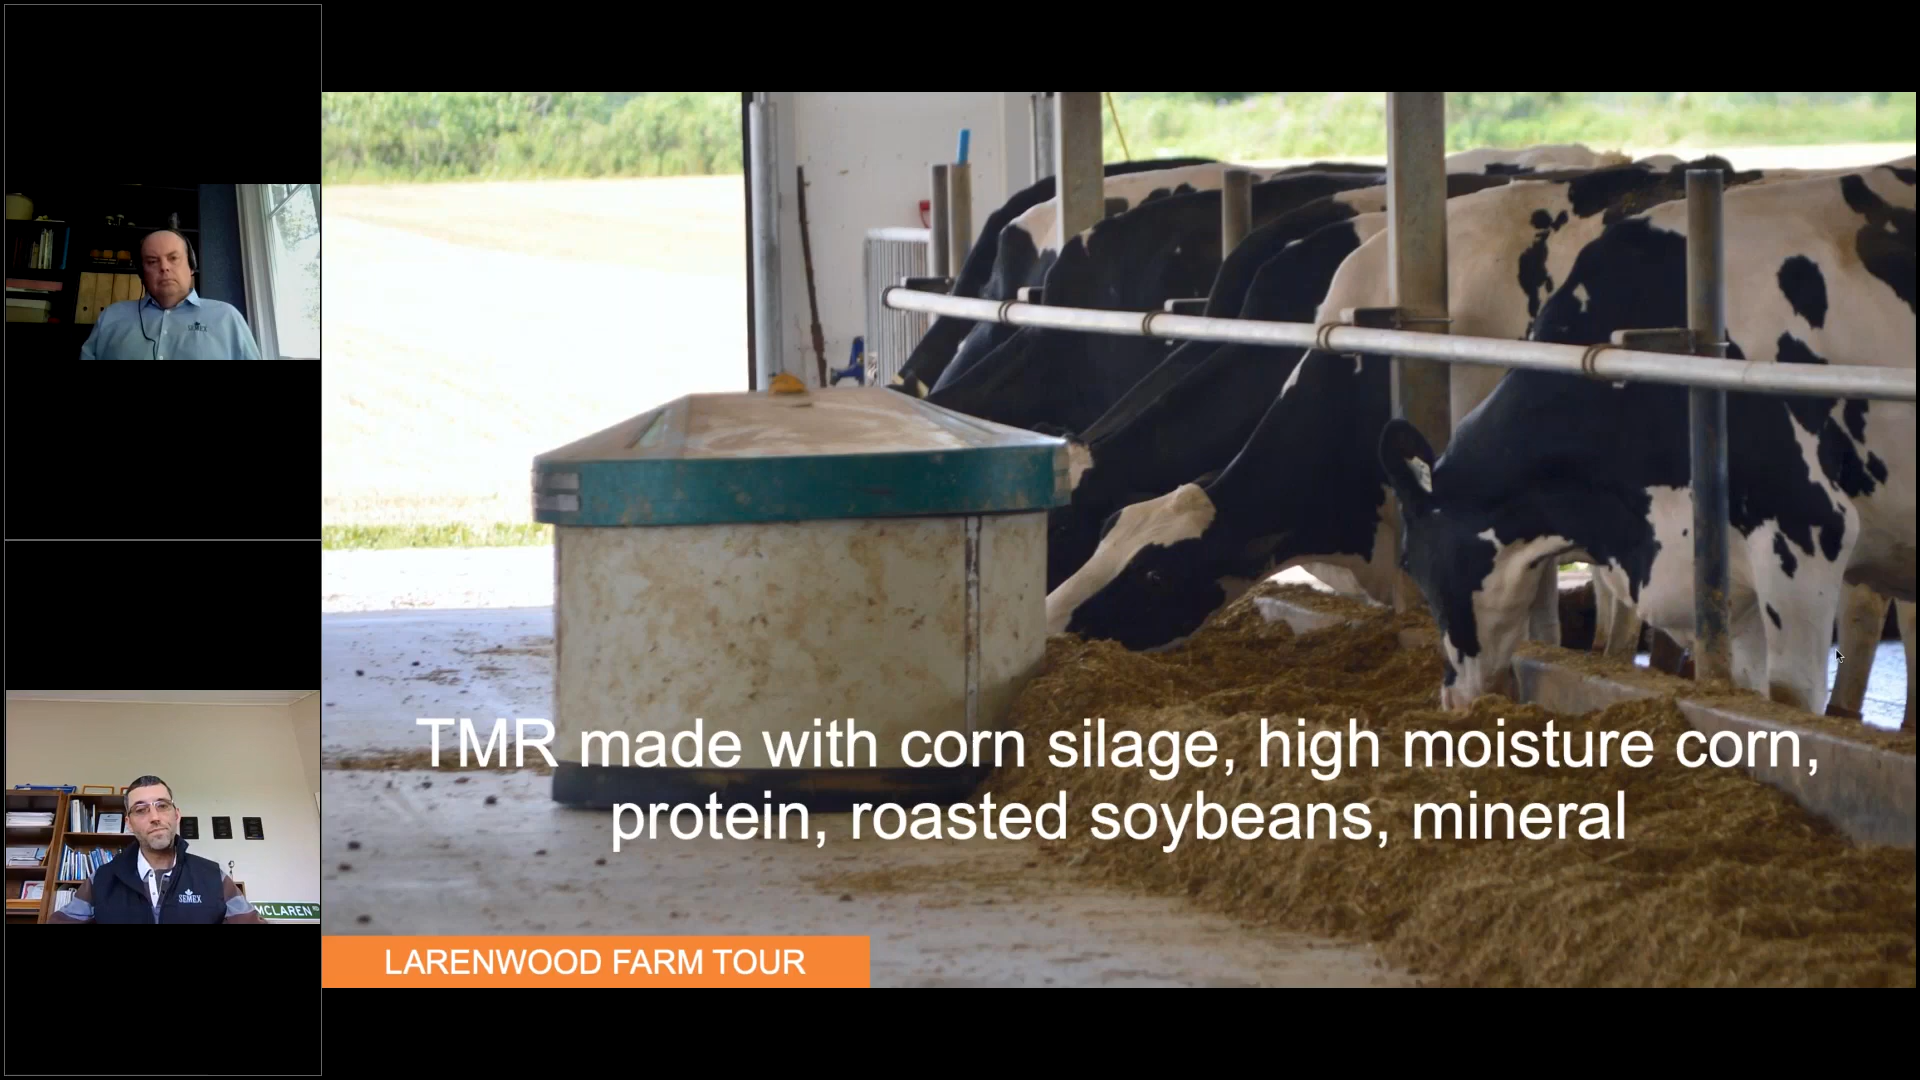 SEMEX
TMR made with corn silage, high moisture corn,
protein, roasted soybeans, mineral
SEMEX
MCLAREN
LARENWOOD FARM TOUR